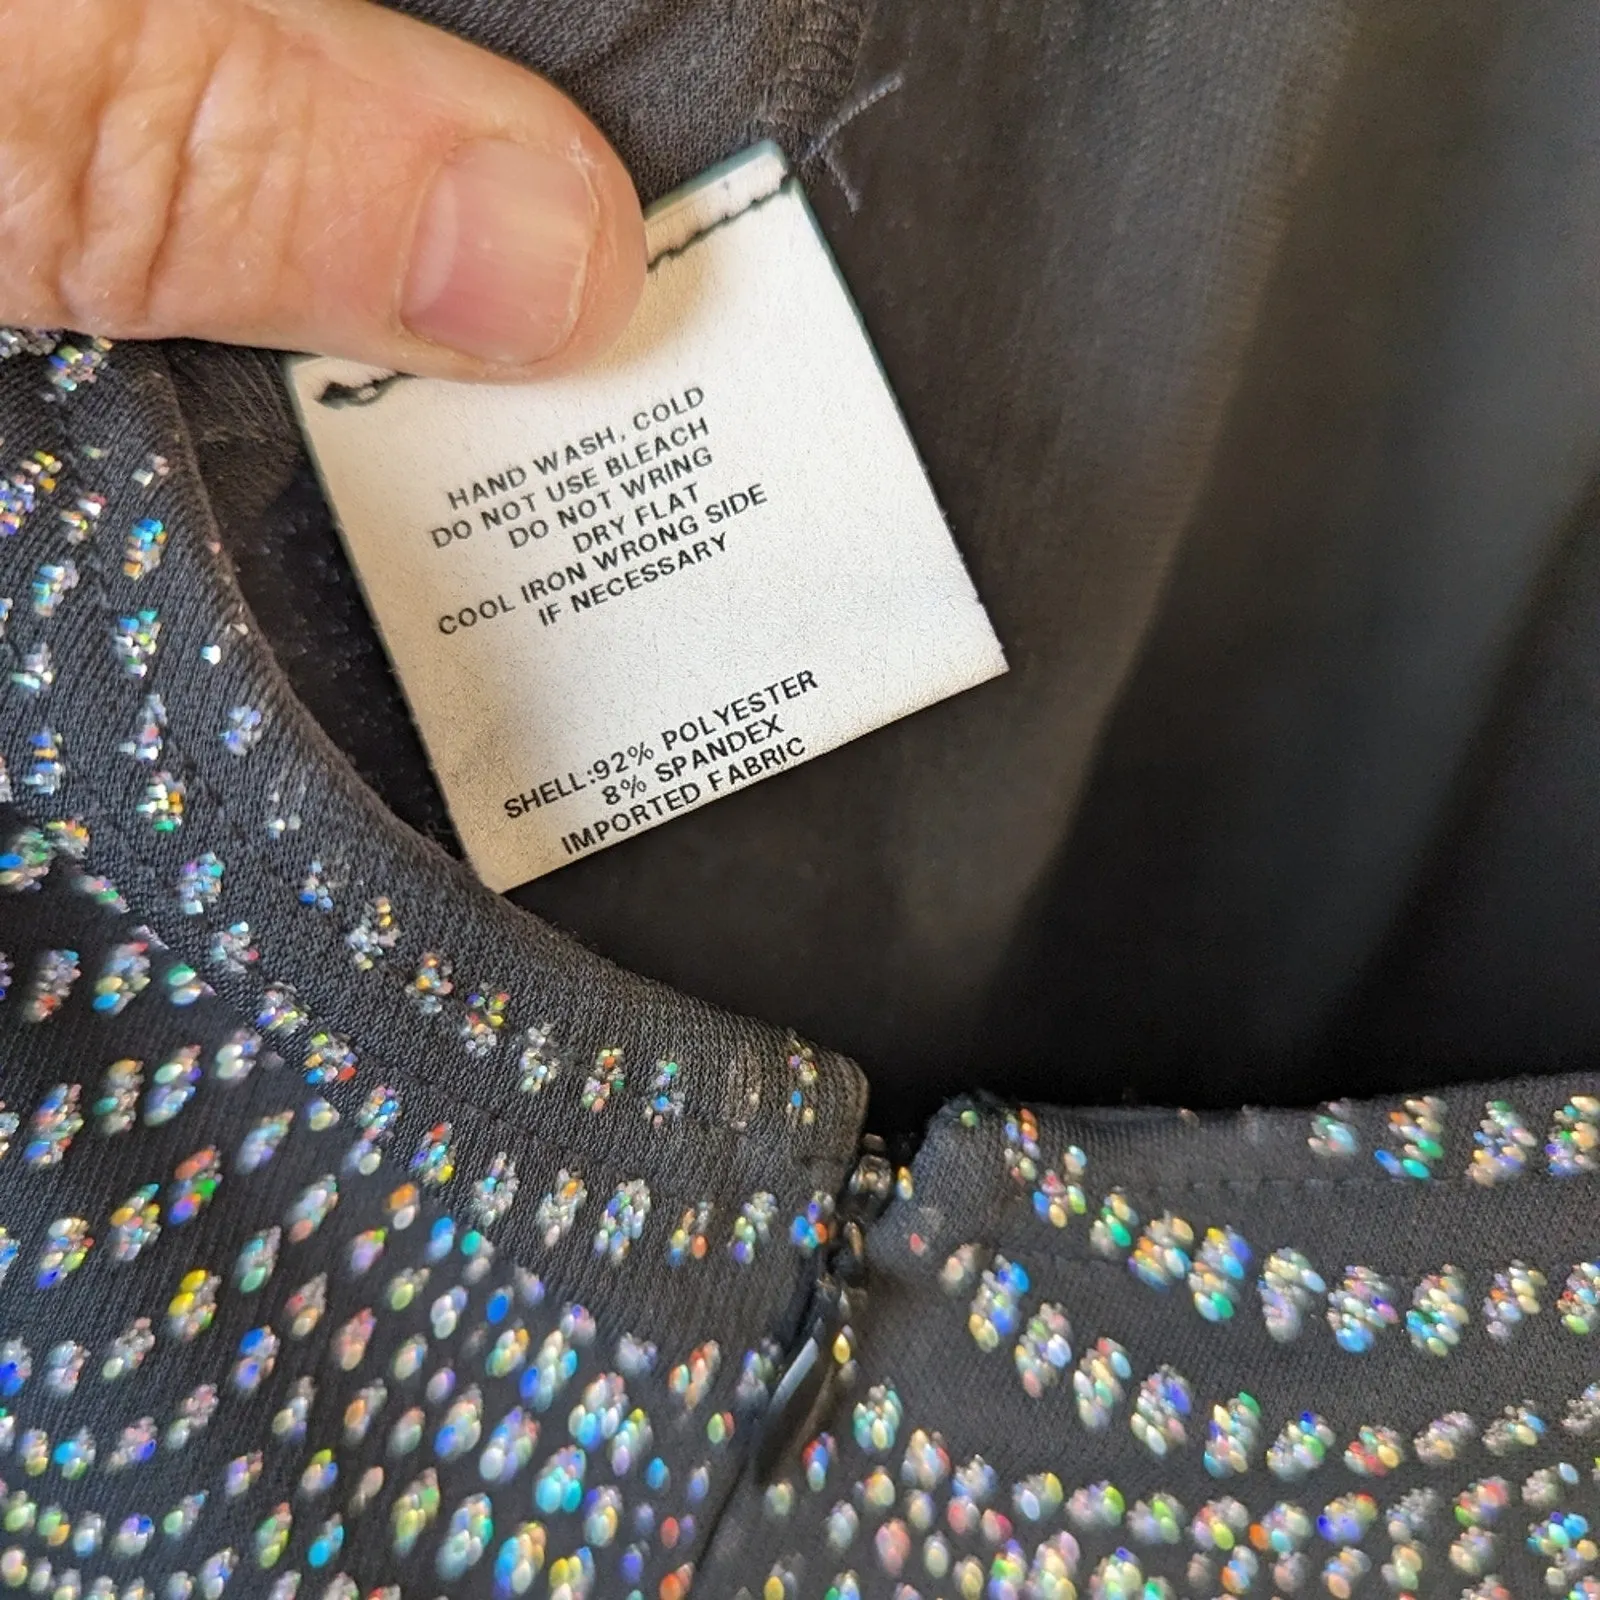 HAND WASH, COLD
DO NOT USE BLEACH
DO NOT WRING
DRY FLAT
COOL IRON WRONG SIDE
IF NECESSARY
SHELL:92% POLYESTER
8% SPANDEX
IMPORTED FABRIC